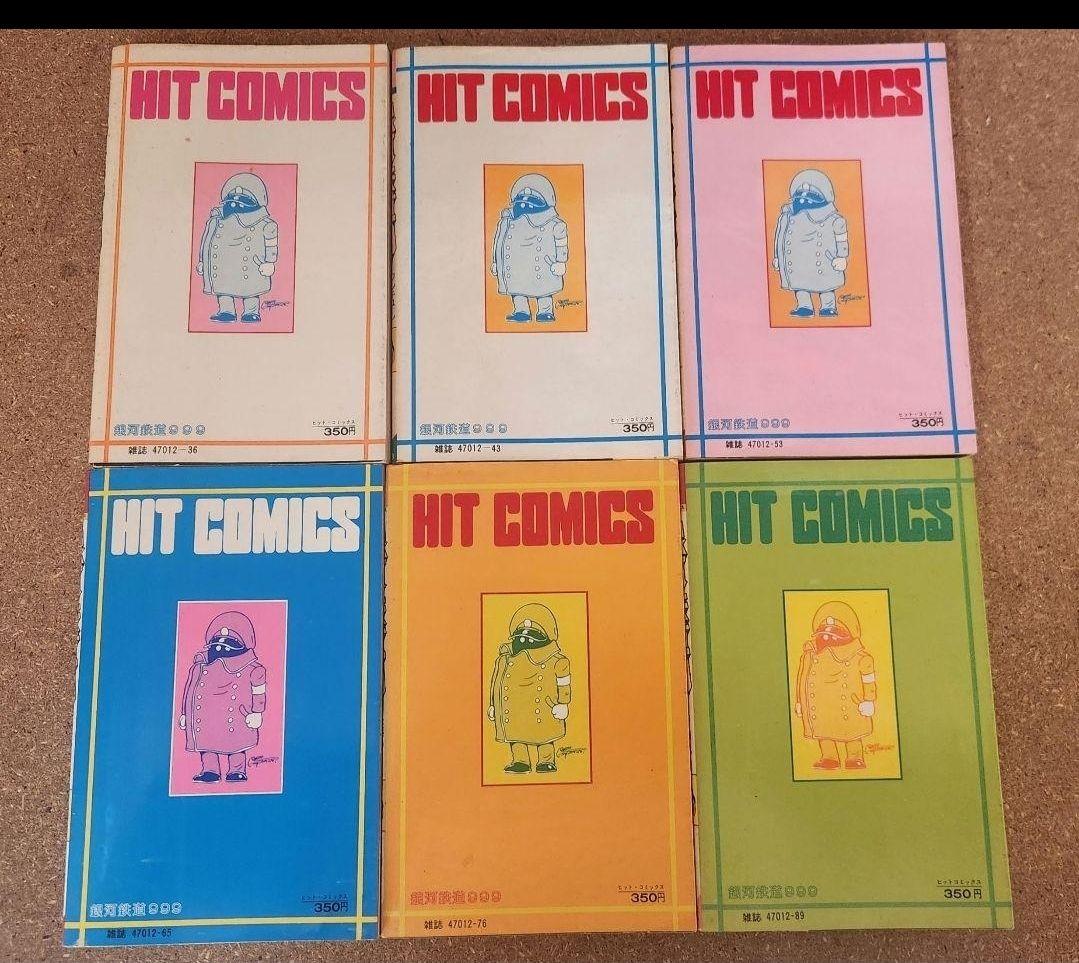 HIT COMICS
銀河鉄道999
ヒット・コミックス
350円
雑誌 47012—36
HIT COMICS
銀河鉄道999
ヒット・コミックス
350円
雑誌 47012—43
HIT COMICS
銀河鉄道999
ヒット・コミックス
350円
雑誌 47012-53
HIT COMICS
銀河鉄道999
ヒット・コミックス
350円
雑誌 47012-65
HIT COMICS
銀河鉄道999
ヒット・コミックス
350円
雑誌 47012-76
HIT COMICS
銀河鉄道999
ヒットコミックス
350円
雑誌 47012-89